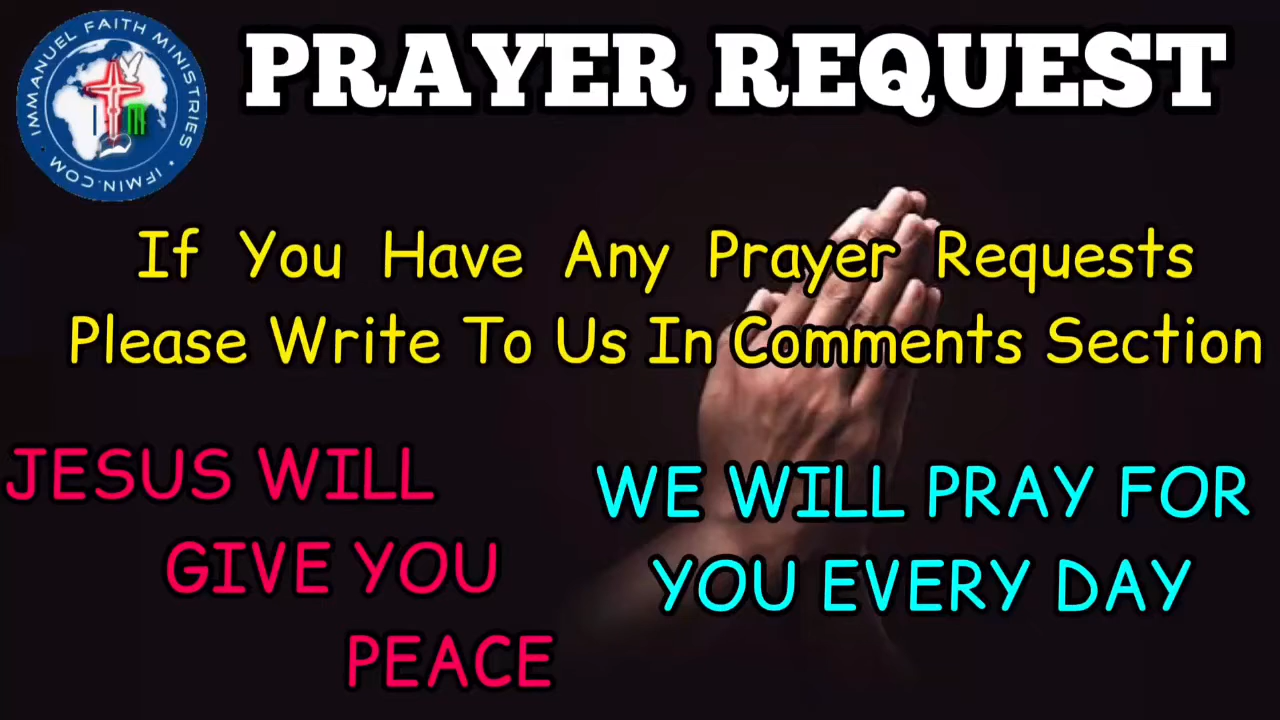 IMMANUEL FAITH MINISTRIES
IFMIN.COM
PRAYER REQUEST
If You Have Any Prayer Requests
Please Write To Us In Comments Section
JESUS WILL
GIVE YOU
PEACE
WE WILL PRAY FOR
YOU EVERY DAY